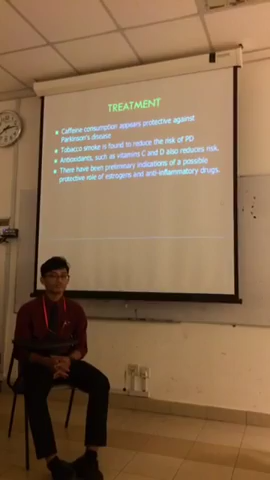 TREATMENT
Caffeine consumption appears protective against
Parkinson's disease
Tobacco smoke is found to reduce the risk of PD
Antioxidants, such as vitamins C and D also reduces risk.
There have been preliminary indications of a possible
protective role of estrogens and anti-inflammatory drugs.